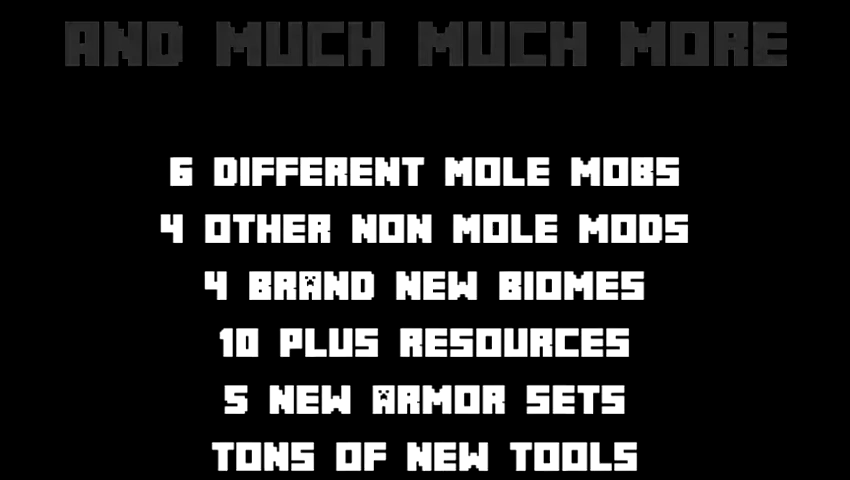 AND MUCH MUCH MORE
6 DIFFERENT MOLE MOBS
4 OTHER NON MOLE MODS
4 BRAND NEW BIOMES
10 PLUS RESOURCES
5 NEW ARMOR SETS
TONS OF NEW TOOLS